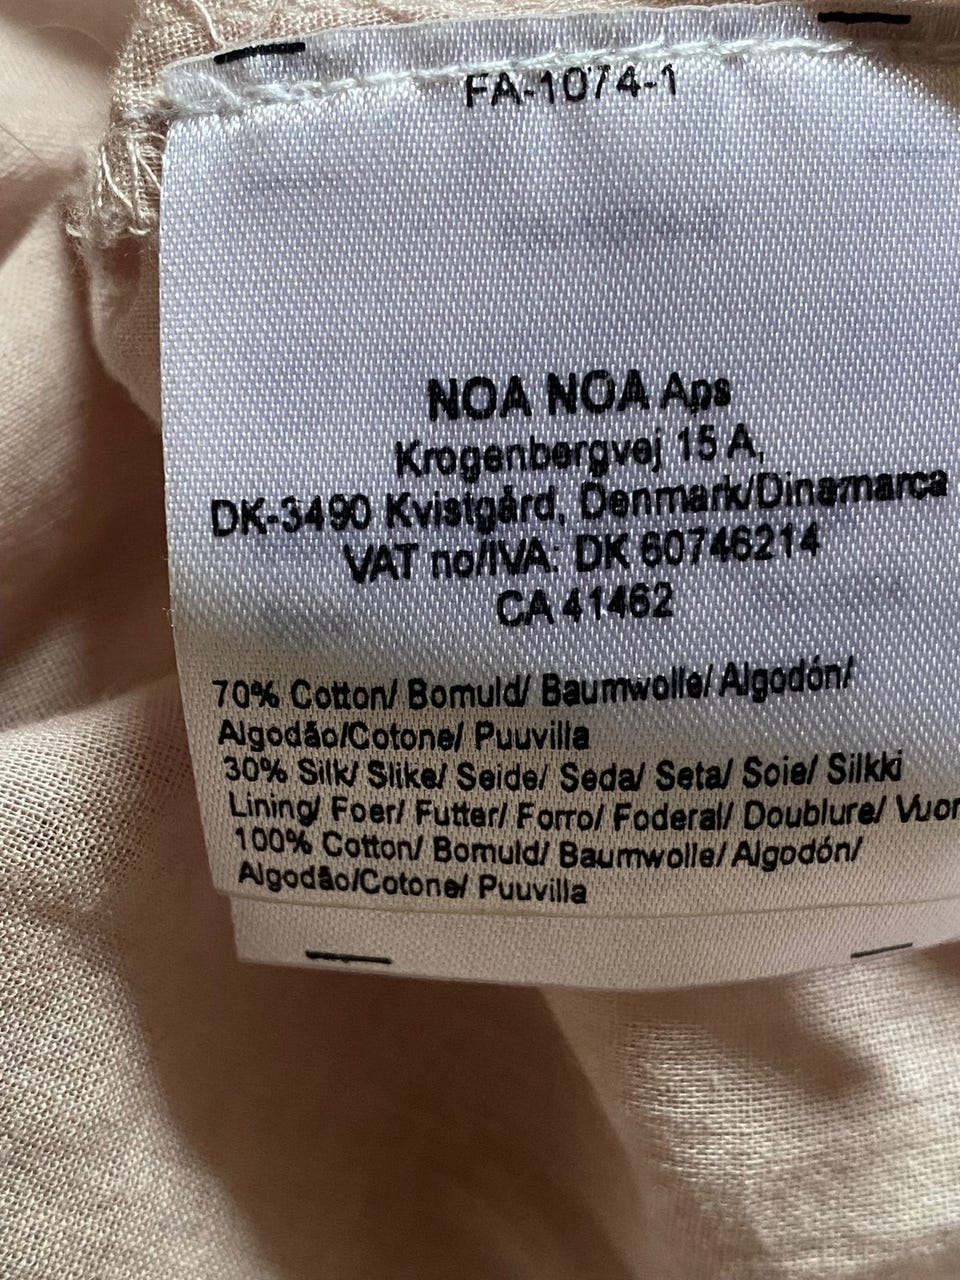 FA-1074-1
NOA NOA Aps
Krogenbergvej 15 A,
DK-3490 Kvistgård, Denmark/Dinamarca
VAT no/IVA: DK 60746214
CA 41462
70% Cotton/ Bomuld/ Baumwolle/ Algodón/
Algodão/Cotone/ Puuvilla
30% Silk/ Silke/ Seide/ Seda/ Seta/ Soie/ Silkki
Lining/ Foer/ Futter/ Forro/ Foderal/ Doublure/ Vuor
100% Cotton/ Bomuld/ Baumwolle/ Algodón/
Algodão/Cotone/ Puuvilla